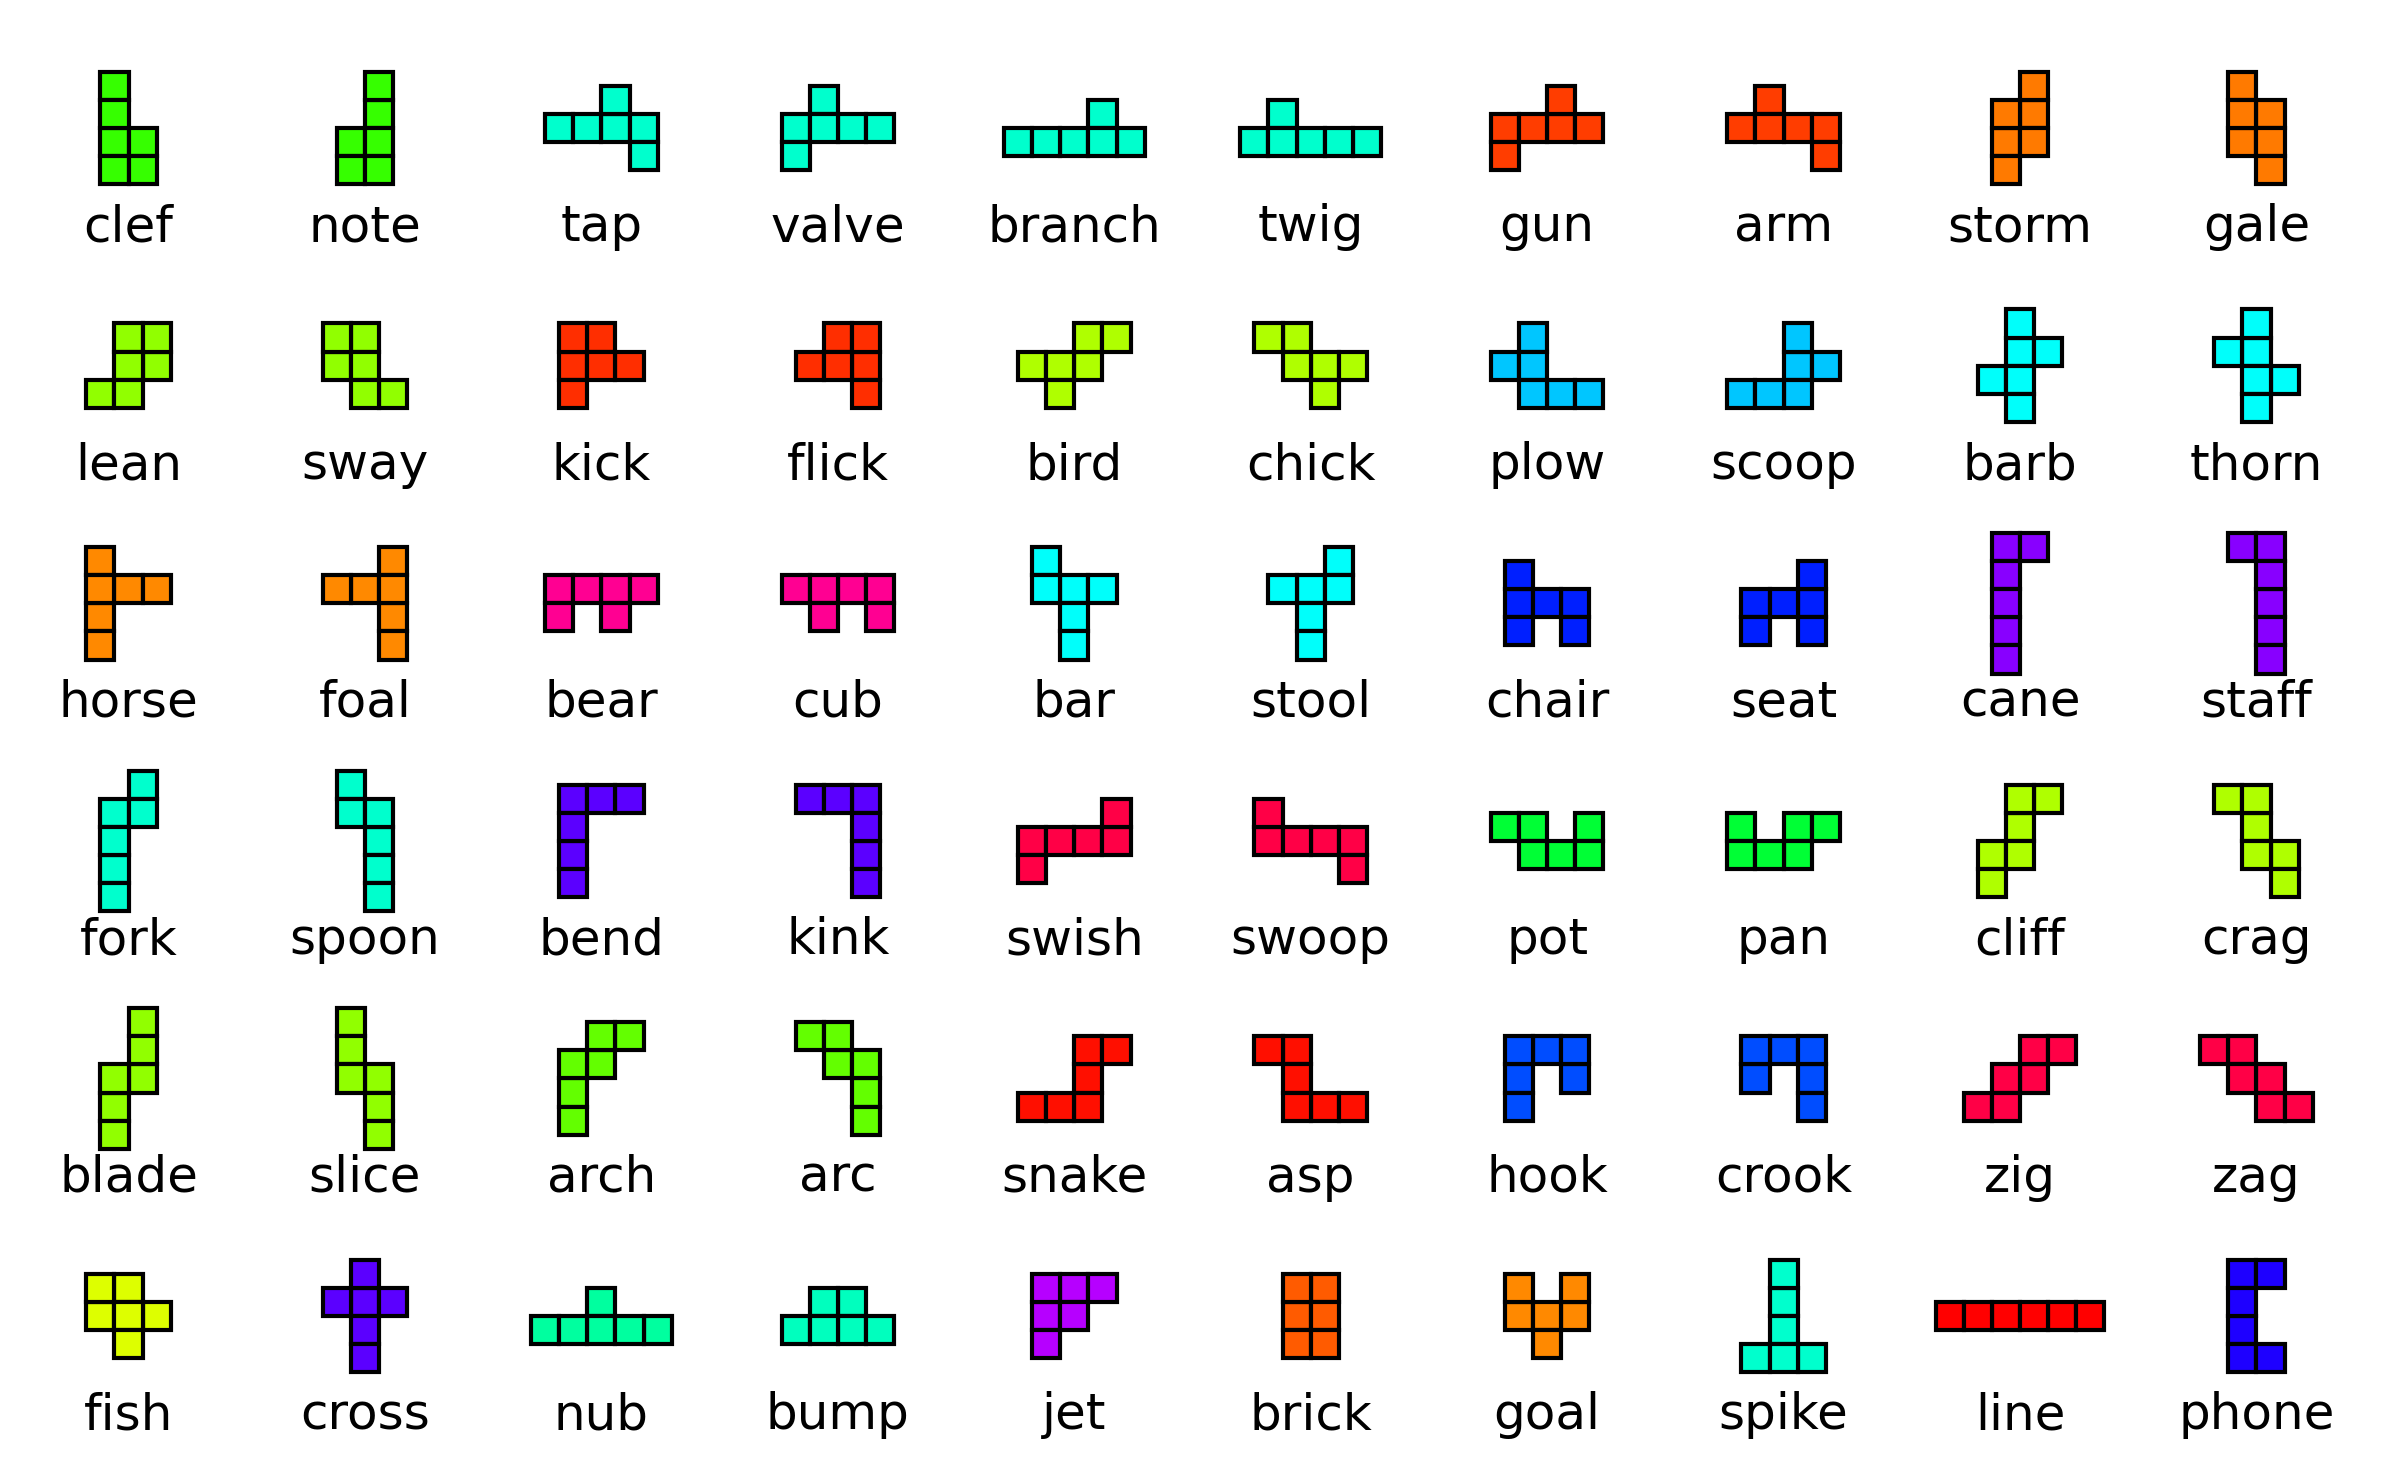 clef note tap valve branch twig gun arm storm gale
lean sway kick flick bird chick plow scoop barb thorn
horse foal bear cub bar stool chair seat cane staff
fork spoon bend kink swish swoop pot pan cliff crag
blade slice arch arc snake asp hook crook zig zag
fish cross nub bump jet brick goal spike line phone